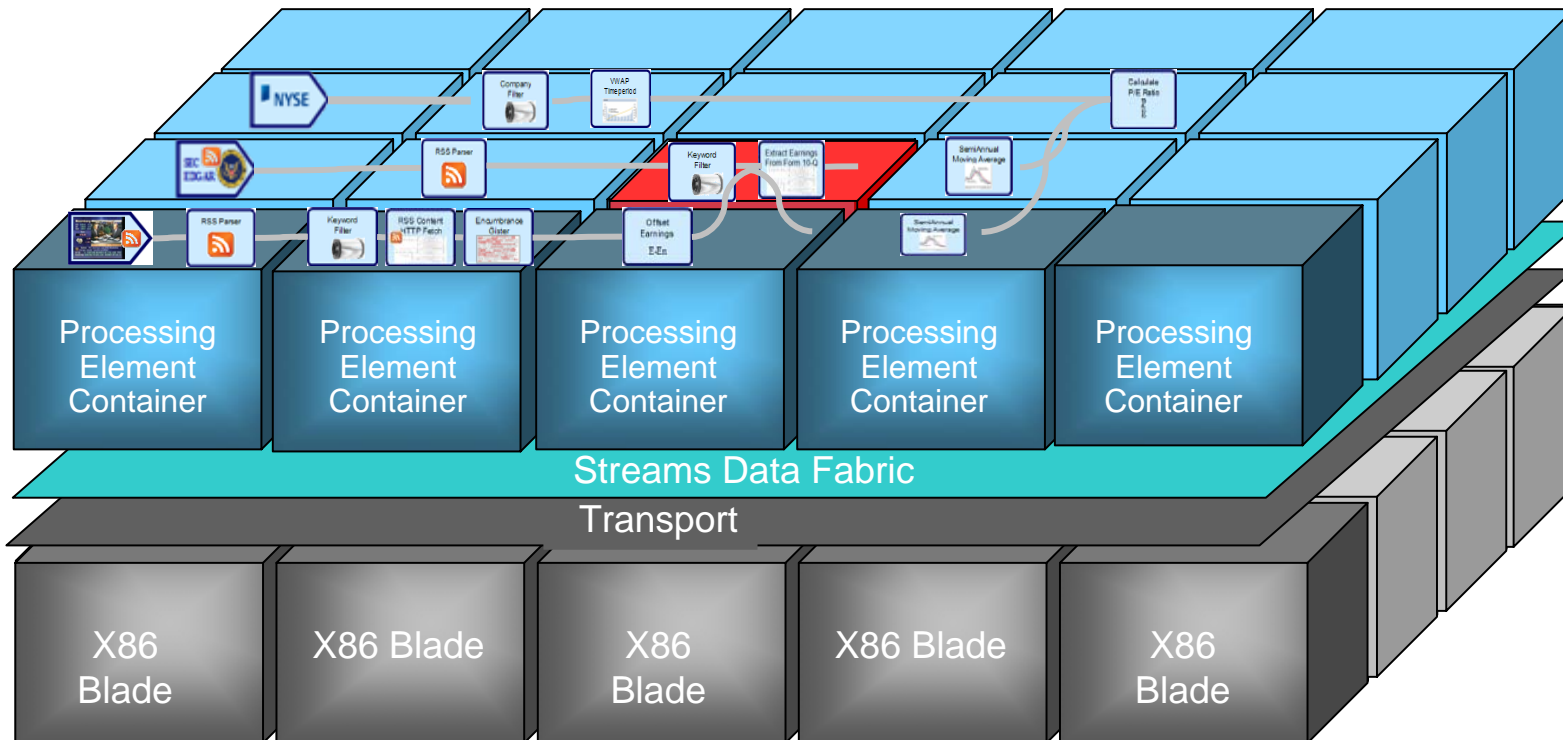 NYSE
Company
Filter
VWAP
Timeperiod
Calculate
P/E Ratio
SEC
EDGAR
RSS Parser
Keyword
Filter
Extract Earnings
From Form 10-Q
SemiAnnual
Moving Average
RSS Parser
Keyword
Filter
RSS Content
HTTP Fetch
Encumbrance
Gister
Offset
Earnings
E-En
SemiAnnual
Moving Average
Processing
Element
Container
Processing
Element
Container
Processing
Element
Container
Processing
Element
Container
Processing
Element
Container
Streams Data Fabric
Transport
X86
Blade
X86 Blade
X86
Blade
X86 Blade
X86
Blade